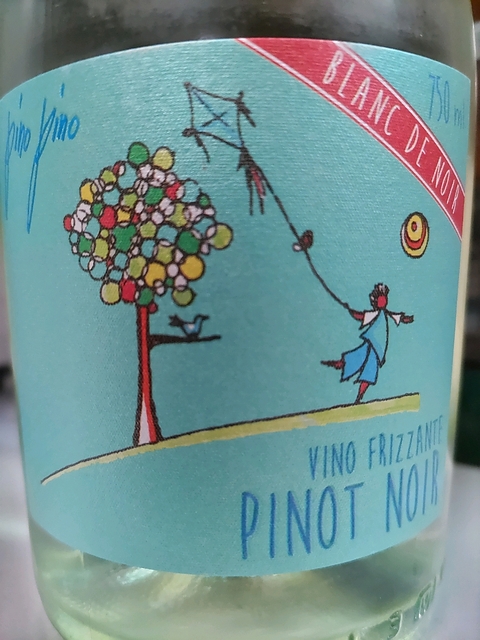 BLANC DE NOIR
750 ml
pino pino
VINO FRIZZANTE
PINOT NOIR